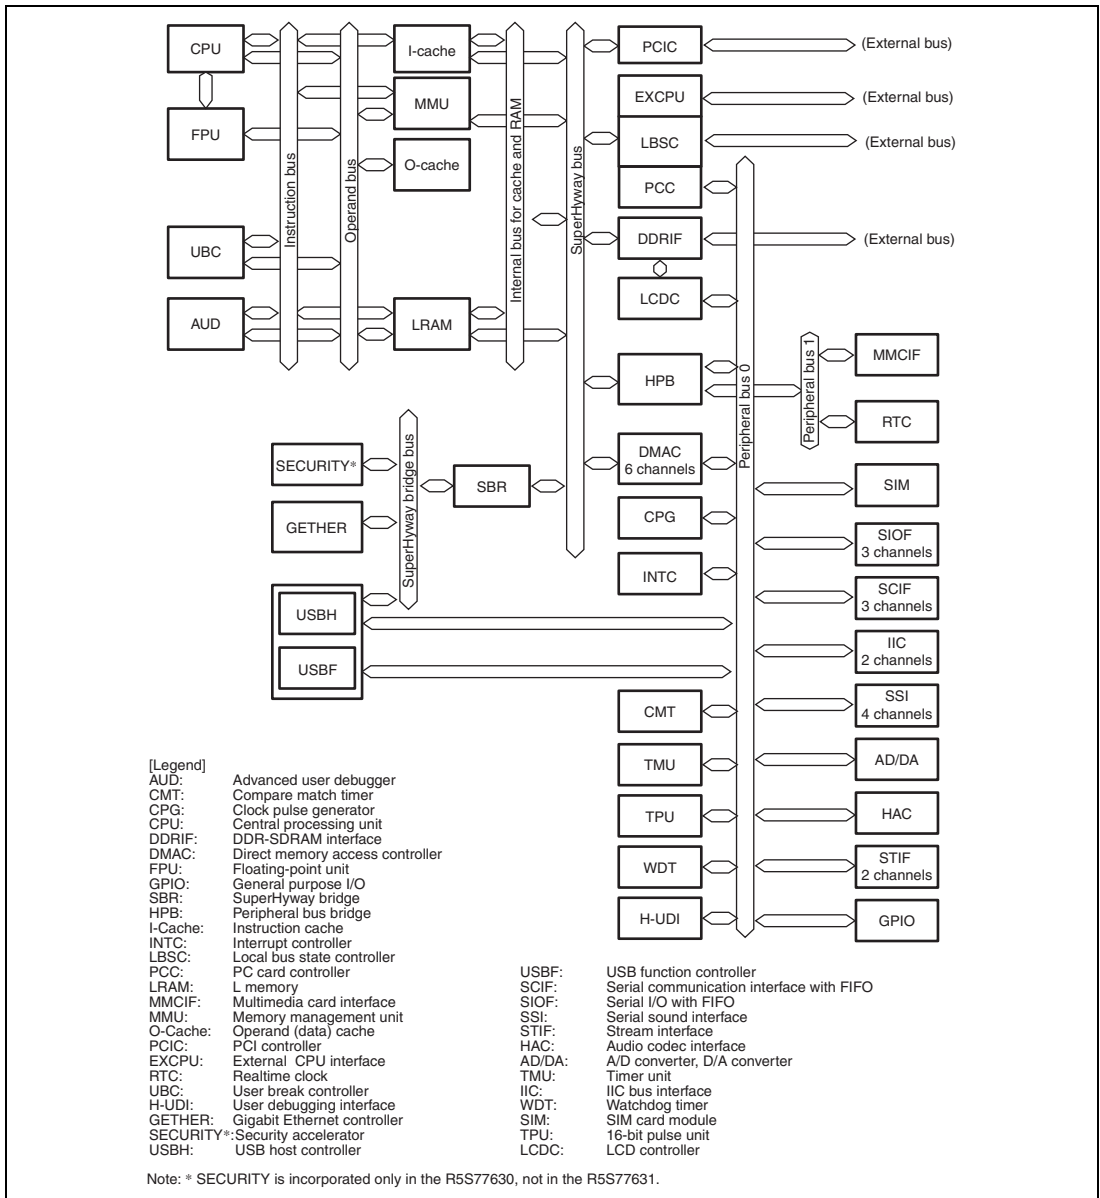 CPU
FPU
UBC
AUD
Instruction bus
Operand bus
I-cache
MMU
O-cache
LRAM
Internal bus for cache and RAM
SuperHyway bus
PCIC
(External bus)
EXCPU
(External bus)
LBSC
(External bus)
PCC
DDRIF
(External bus)
LCDC
HPB
Peripheral bus 0
Peripheral bus 1
MMCIF
RTC
SECURITY*
GETHER
SuperHyway bridge bus
SBR
DMAC
6 channels
CPG
INTC
USBH
USBF
CMT
TMU
TPU
WDT
H-UDI
SIM
SIOF
3 channels
SCIF
3 channels
IIC
2 channels
SSI
4 channels
AD/DA
HAC
STIF
2 channels
GPIO
[Legend]
AUD: Advanced user debugger
CMT: Compare match timer
CPG: Clock pulse generator
CPU: Central processing unit
DDRIF: DDR-SDRAM interface
DMAC: Direct memory access controller
FPU: Floating-point unit
GPIO: General purpose I/O
SBR: SuperHyway bridge
HPB: Peripheral bus bridge
I-Cache: Instruction cache
INTC: Interrupt controller
LBSC: Local bus state controller
PCC: PC card controller
LRAM: L memory
MMCIF: Multimedia card interface
MMU: Memory management unit
O-Cache: Operand (data) cache
PCIC: PCI controller
EXCPU: External CPU interface
RTC: Realtime clock
UBC: User break controller
H-UDI: User debugging interface
GETHER: Gigabit Ethernet controller
SECURITY*: Security accelerator
USBH: USB host controller
USBF: USB function controller
SCIF: Serial communication interface with FIFO
SIOF: Serial I/O with FIFO
SSI: Serial sound interface
STIF: Stream interface
HAC: Audio codec interface
AD/DA: A/D converter, D/A converter
TMU: Timer unit
IIC: IIC bus interface
WDT: Watchdog timer
SIM: SIM card module
TPU: 16-bit pulse unit
LCDC: LCD controller
Note: * SECURITY is incorporated only in the R5S77630, not in the R5S77631.